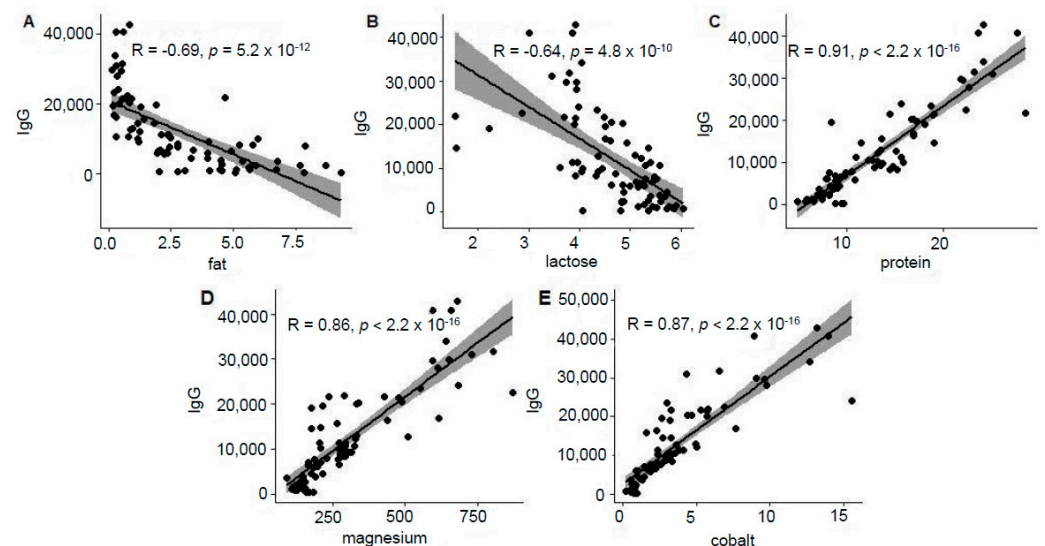 A
R = -0.69, p = 5.2 x 10-12
40,000
20,000
0
IgG
0.0 2.5 5.0 7.5
fat
B
R = -0.64, p = 4.8 x 10-10
40,000
30,000
20,000
10,000
0
IgG
2 3 4 5 6
lactose
C
R = 0.91, p < 2.2 x 10-16
40,000
30,000
20,000
10,000
0
IgG
10 20
protein
D
R = 0.86, p < 2.2 x 10-16
40,000
30,000
20,000
10,000
0
IgG
250 500 750
magnesium
E
R = 0.87, p < 2.2 x 10-16
50,000
40,000
30,000
20,000
10,000
0
IgG
0 5 10 15
cobalt